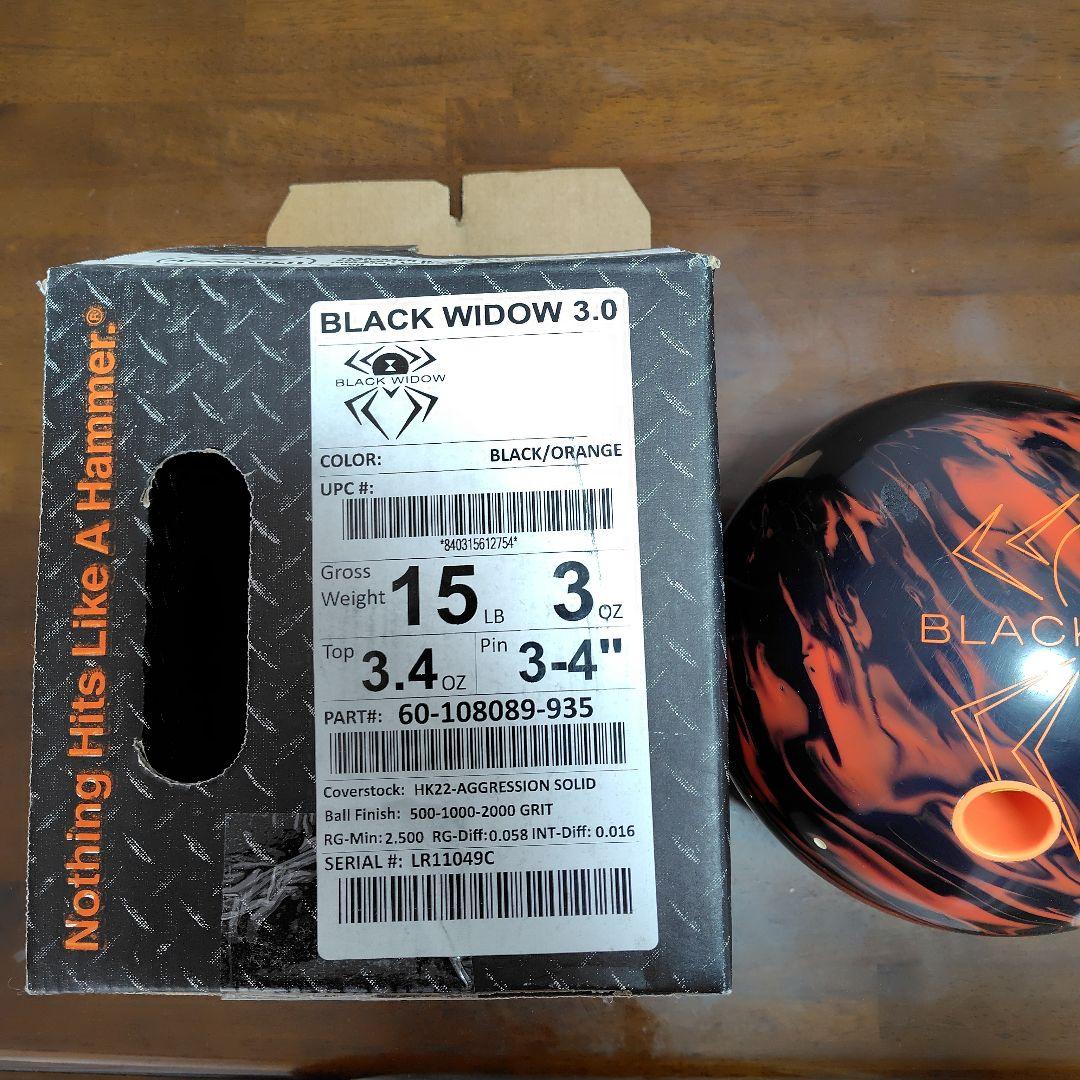 Nothing Hits Like A Hammer.®
BLACK WIDOW 3.0
BLACK WIDOW
COLOR: BLACK/ORANGE
UPC #:
*840315612754*
Gross Weight 15 LB 3 OZ
Top 3.4 OZ Pin 3-4"
PART#: 60-108089-935
Coverstock: HK22-AGGRESSION SOLID
Ball Finish: 500-1000-2000 GRIT
RG-Min: 2.500 RG-Diff:0.058 INT-Diff: 0.016
SERIAL #: LR11049C
BLACK